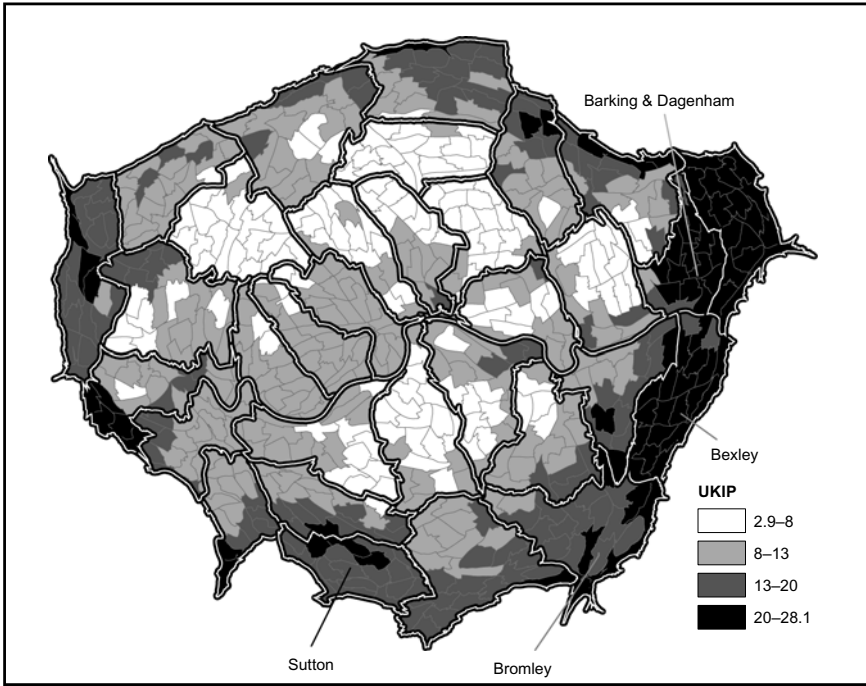 Barking & Dagenham
Bexley
UKIP
2.9–8
8–13
13–20
20–28.1
Sutton
Bromley